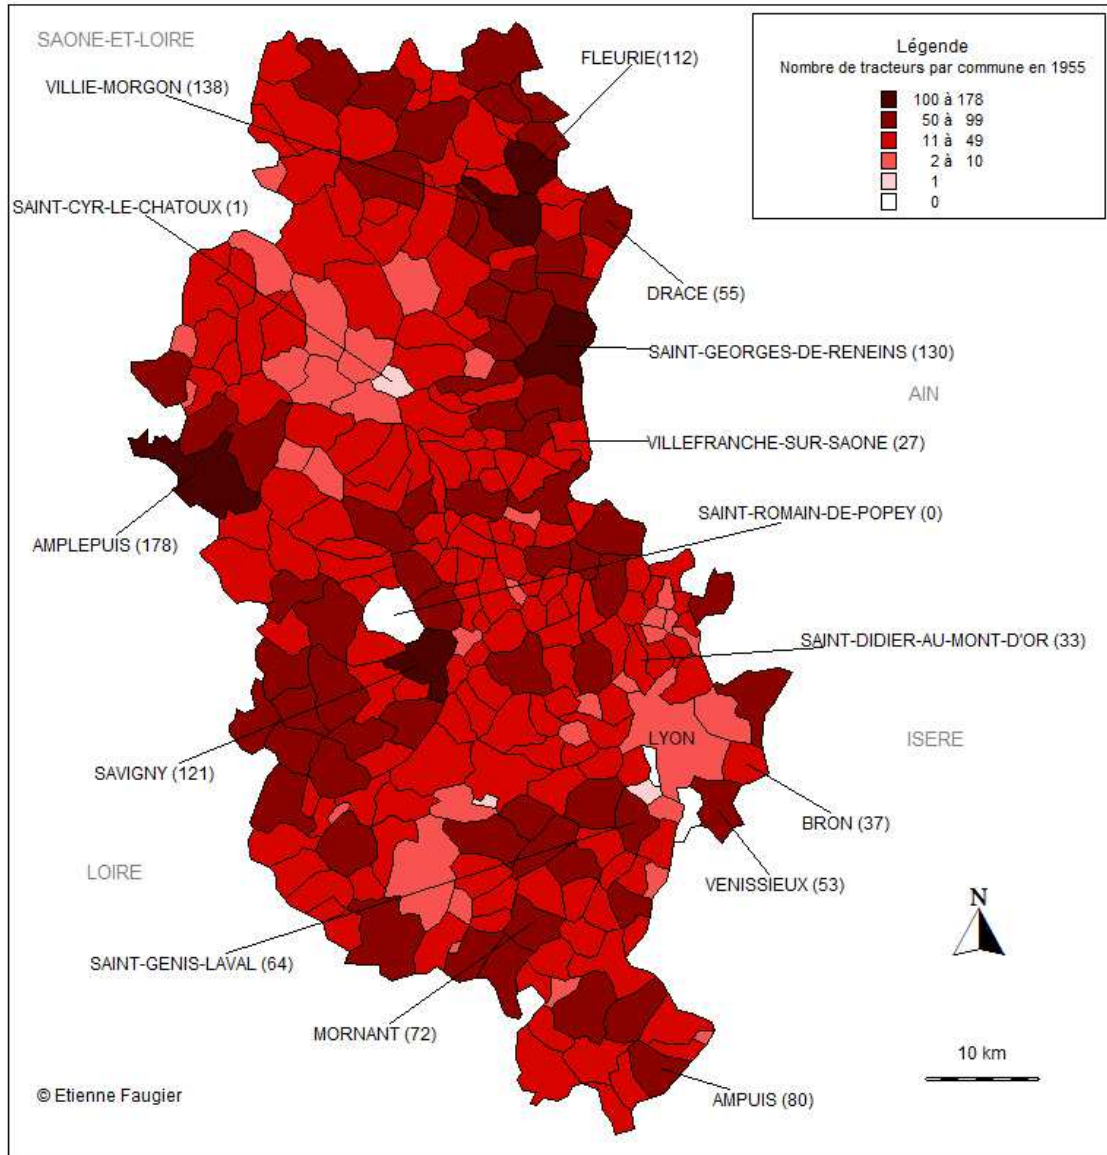 SAONE-ET-LOIRE
Légende
FLEURIE(112)
Nombre de tracteurs par commune en 1955
VILLIE-MORGON (138)
100 à 178
50 à 99
11 à 49
2 à 10
1
0
SAINT-CYR-LE-CHATOUX (1)
DRACE (55)
SAINT-GEORGES-DE-RENEINS (130)
AIN
VILLEFRANCHE-SUR-SAONE (27)
SAINT-ROMAIN-DE-POPEY (0)
AMPLEPUIS (178)
SAINT-DIDIER-AU-MONT-D'OR (33)
LYON
ISERE
SAVIGNY (121)
BRON (37)
LOIRE
VENISSIEUX (53)
N
SAINT-GENIS-LAVAL (64)
MORNANT (72)
10 km
© Etienne Faugier
AMPUIS (80)